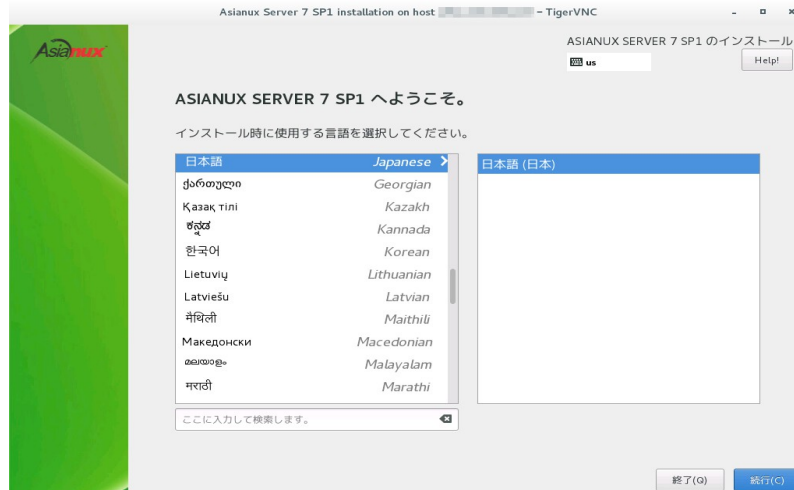 Asianux Server 7 SP1 installation on host – TigerVNC
Asianux
ASIANUX SERVER 7 SP1 のインストール
us
Help!
ASIANUX SERVER 7 SP1 へようこそ。
インストール時に使用する言語を選択してください。
日本語 Japanese
日本語 (日本)
ქართული Georgian
Қазақ тілі Kazakh
ಕನ್ನಡ Kannada
한국어 Korean
Lietuvių Lithuanian
Latviešu Latvian
मैथिली Maithili
Македонски Macedonian
മലയാളം Malayalam
मराठी Marathi
ここに入力して検索します。
終了(Q)
続行(C)